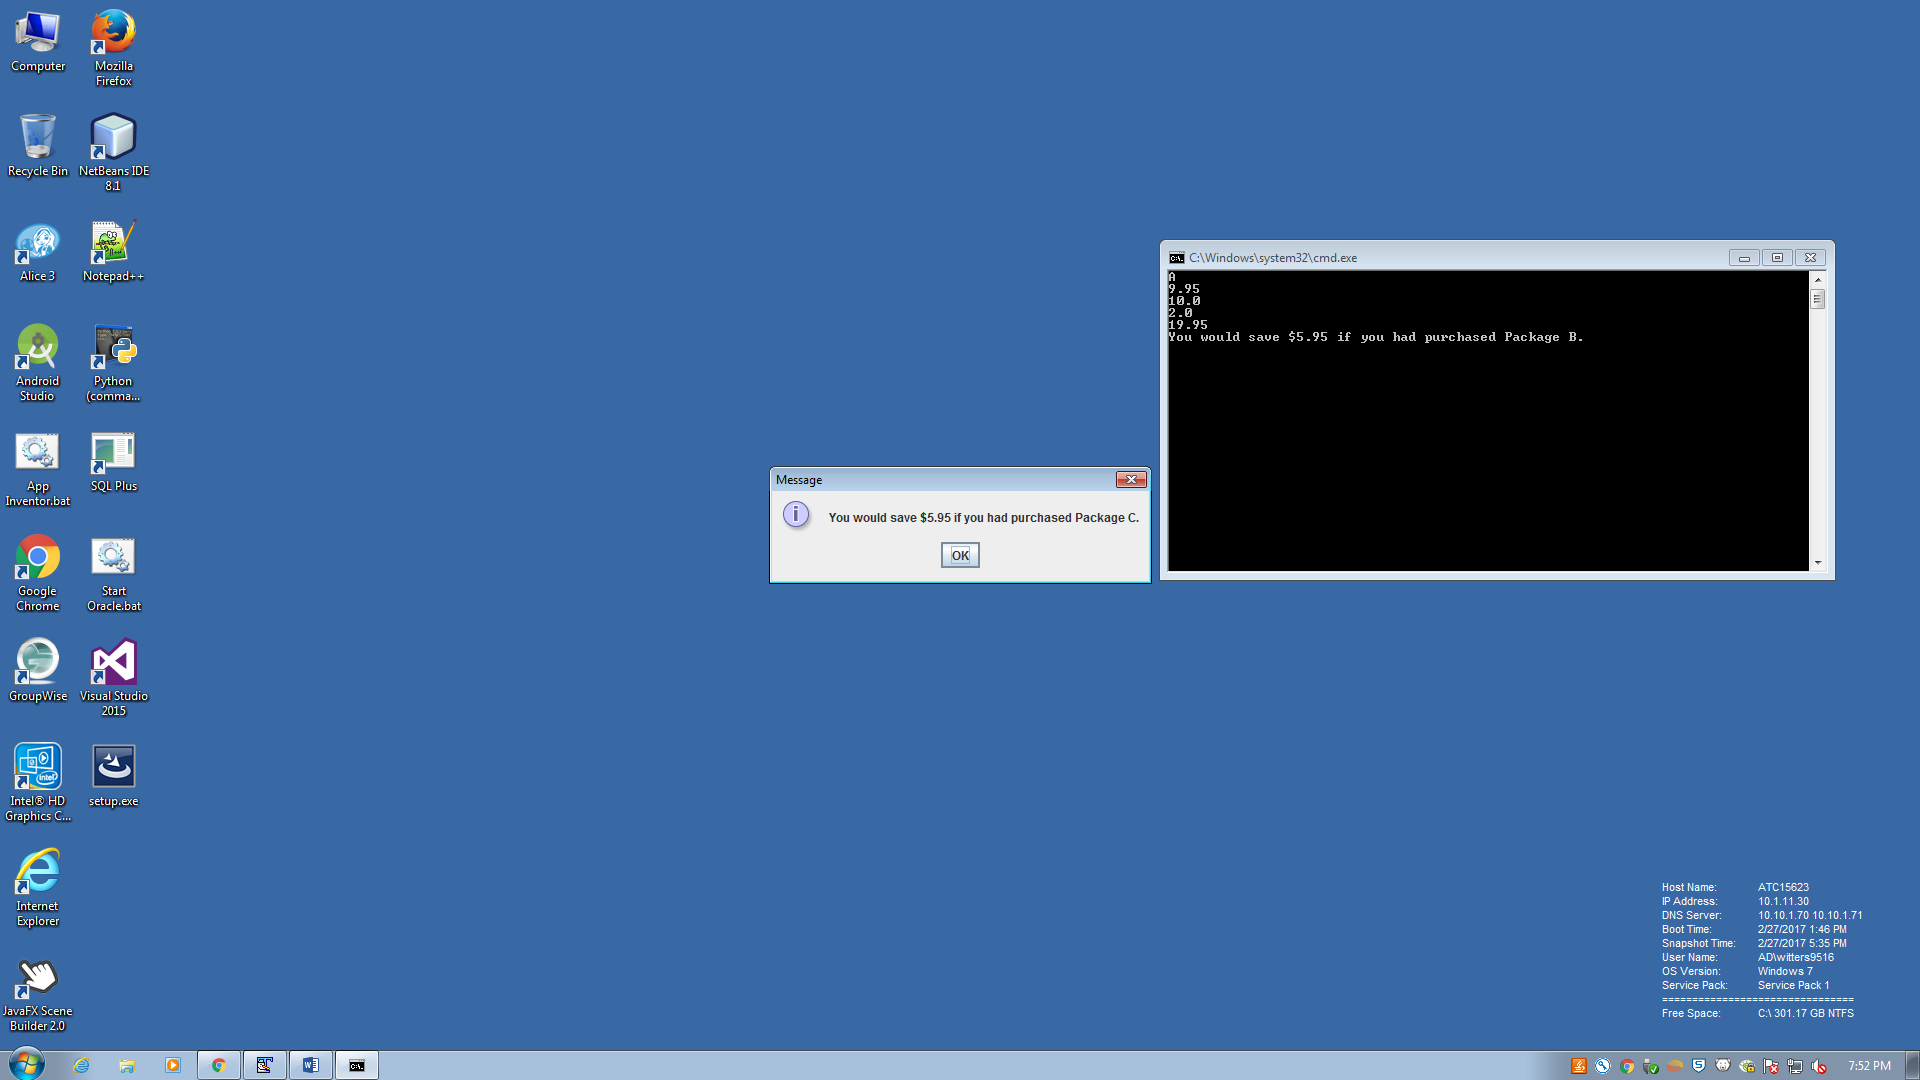 Computer
Mozilla
Firefox
Recycle Bin
NetBeans IDE
8.1
Alice 3
Notepad++
Android
Studio
Python
(comma...
App
Inventor.bat
SQL Plus
Google
Chrome
Start
Oracle.bat
GroupWise
Visual Studio
2015
Intel® HD
Graphics C...
setup.exe
Internet
Explorer
JavaFX Scene
Builder 2.0
Message
You would save $5.95 if you had purchased Package C.
OK
C:\Windows\system32\cmd.exe
A
9.95
10.0
2.0
19.95
You would save $5.95 if you had purchased Package B.
Host Name: ATC15623
IP Address: 10.1.11.30
DNS Server: 10.10.1.70 10.10.1.71
Boot Time: 2/27/2017 1:46 PM
Snapshot Time: 2/27/2017 5:35 PM
User Name: AD\witters9516
OS Version: Windows 7
Service Pack: Service Pack 1
================================
Free Space: C:\ 301.17 GB NTFS
7:52 PM